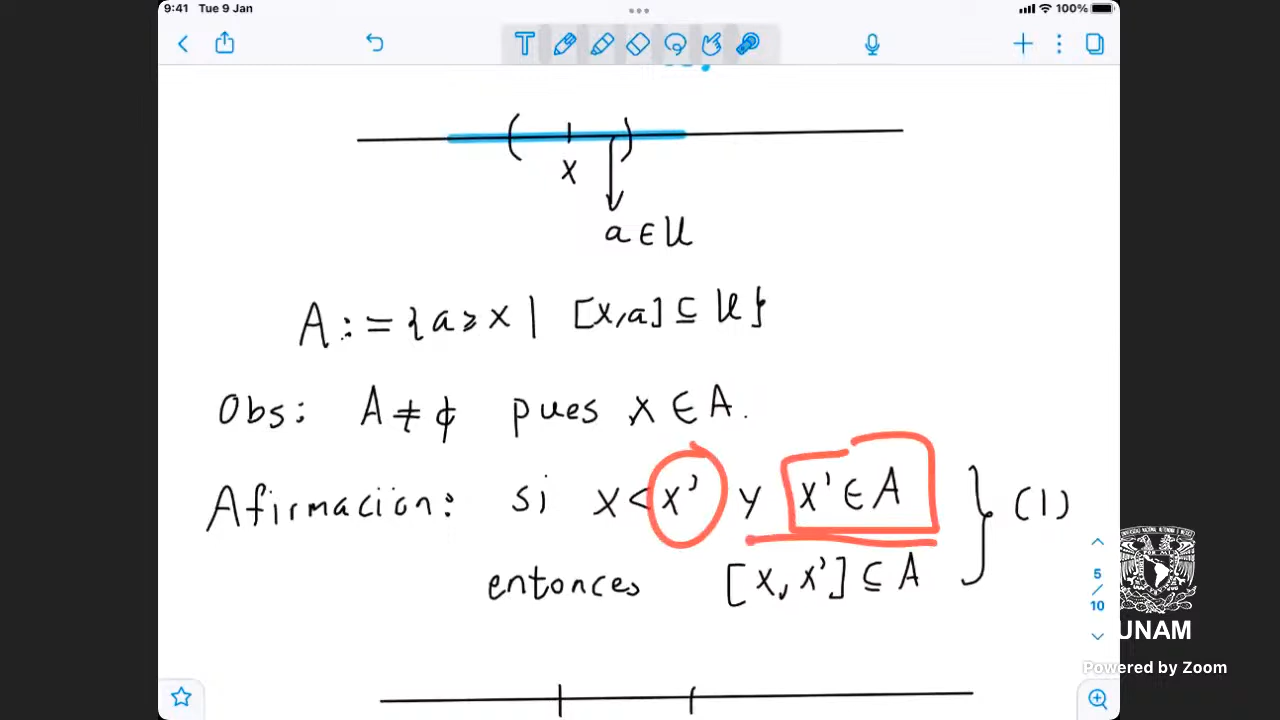 9:41 Tue 9 Jan
100%
T
( )
x
a ∈ U
A := { a ≥ x | [x, a] ⊆ U }
Obs: A ≠ ϕ pues x ∈ A.
Afirmación: si x < x' y x' ∈ A } (1)
entonces [x, x'] ⊆ A
5
/
10
UNAM
Powered by Zoom